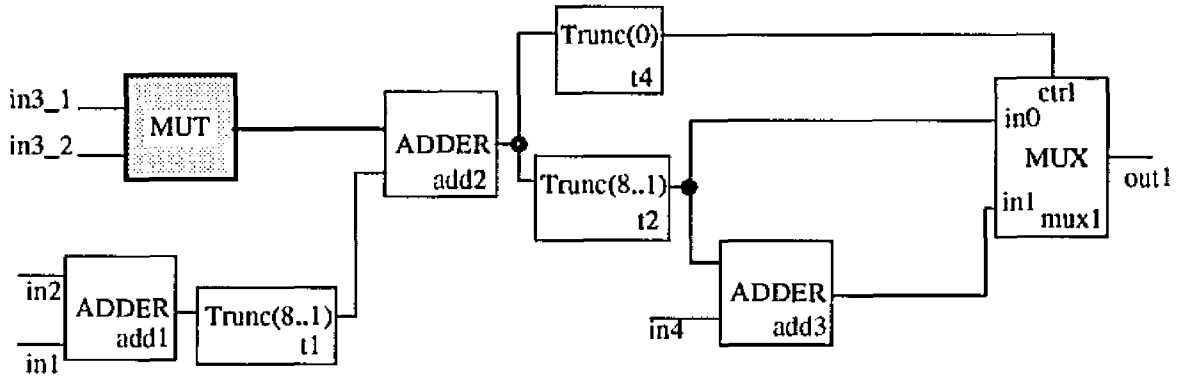 Trunc(0)
t4
in3_1
MUT
in3_2
ADDER
add2
ctrl
in0
MUX
out1
in1
mux1
Trunc(8..1)
t2
in2
ADDER
add1
in1
Trunc(8..1)
t1
ADDER
add3
in4